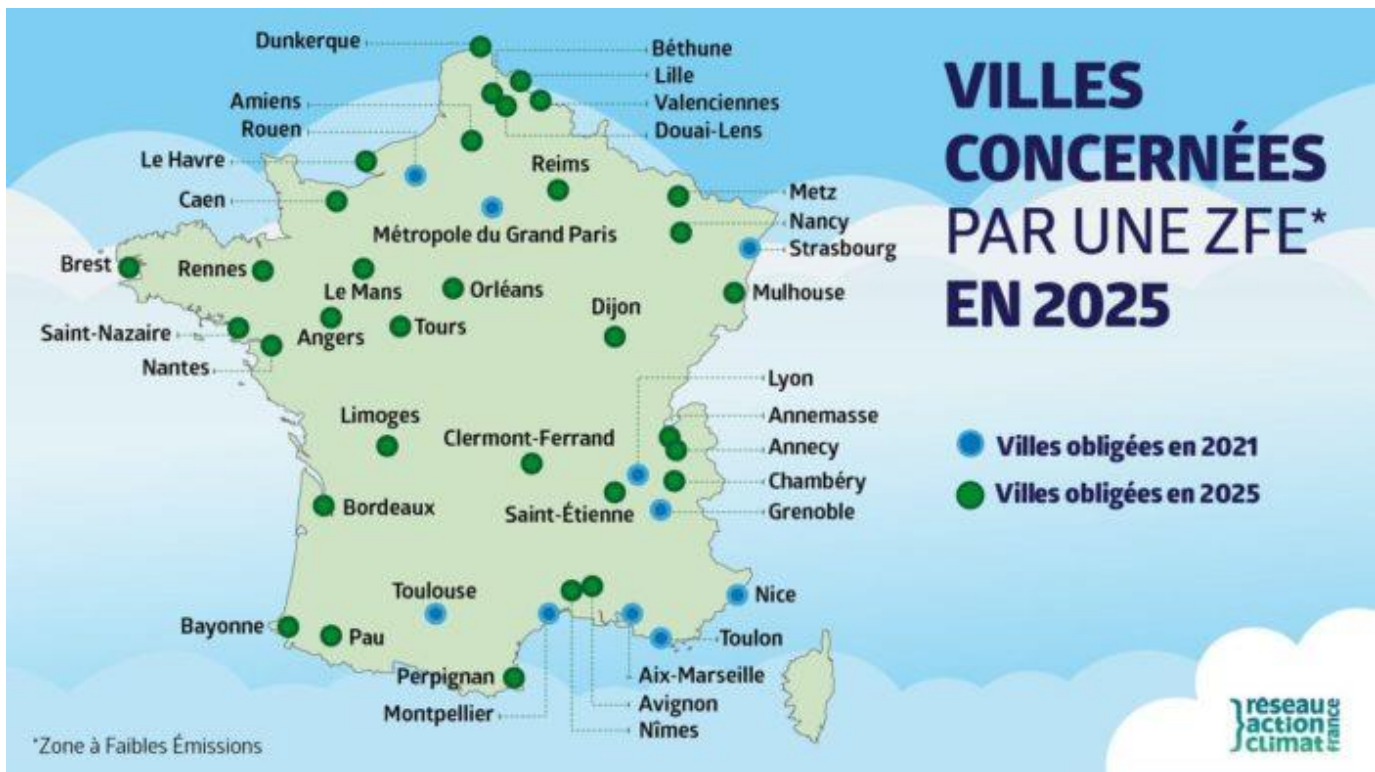 Dunkerque
Béthune
Lille
Amiens
Valenciennes
Rouen
Douai-Lens
Le Havre
Reims
Metz
Caen
Nancy
Métropole du Grand Paris
Strasbourg
Brest
Rennes
Le Mans
Orléans
Mulhouse
Dijon
Saint-Nazaire
Angers
Tours
Nantes
Lyon
Limoges
Annemasse
Clermont-Ferrand
Annecy
Chambéry
Bordeaux
Saint-Étienne
Grenoble
Toulouse
Nice
Bayonne
Pau
Toulon
Perpignan
Aix-Marseille
Montpellier
Avignon
Nîmes
*Zone à Faibles Émissions
VILLES
CONCERNÉES
PAR UNE ZFE*
EN 2025
Villes obligées en 2021
Villes obligées en 2025
réseau
action
climat
france